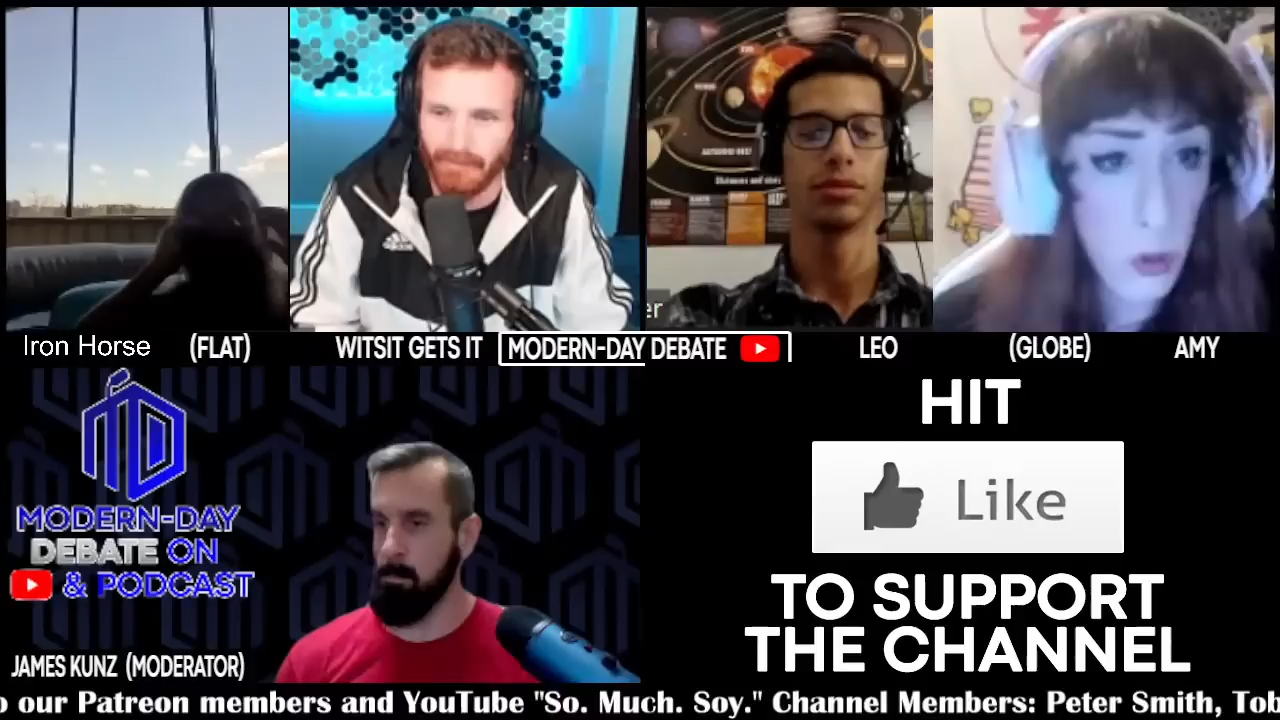 er
Iron Horse (FLAT) WITSIT GETS IT MODERN-DAY DEBATE LEO (GLOBE) AMY
MODERN-DAY
DEBATE ON
& PODCAST
JAMES KUNZ (MODERATOR)
HIT
Like
TO SUPPORT
THE CHANNEL
o our Patreon members and YouTube "So. Much. Soy." Channel Members: Peter Smith, Tob